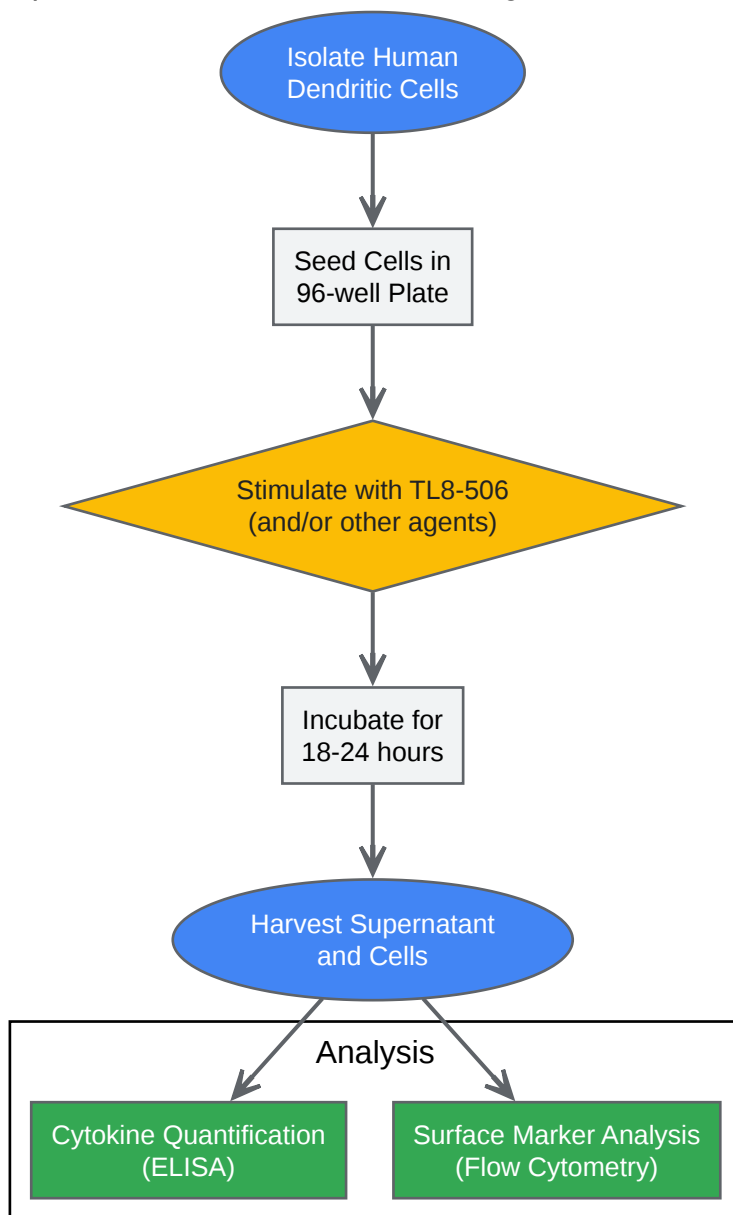 Isolate Human
Dendritic Cells
Seed Cells in
96-well Plate
Stimulate with TL8-506
(and/or other agents)
Incubate for
18-24 hours
Harvest Supernatant
and Cells
Analysis
Cytokine Quantification
(ELISA)
Surface Marker Analysis
(Flow Cytometry)